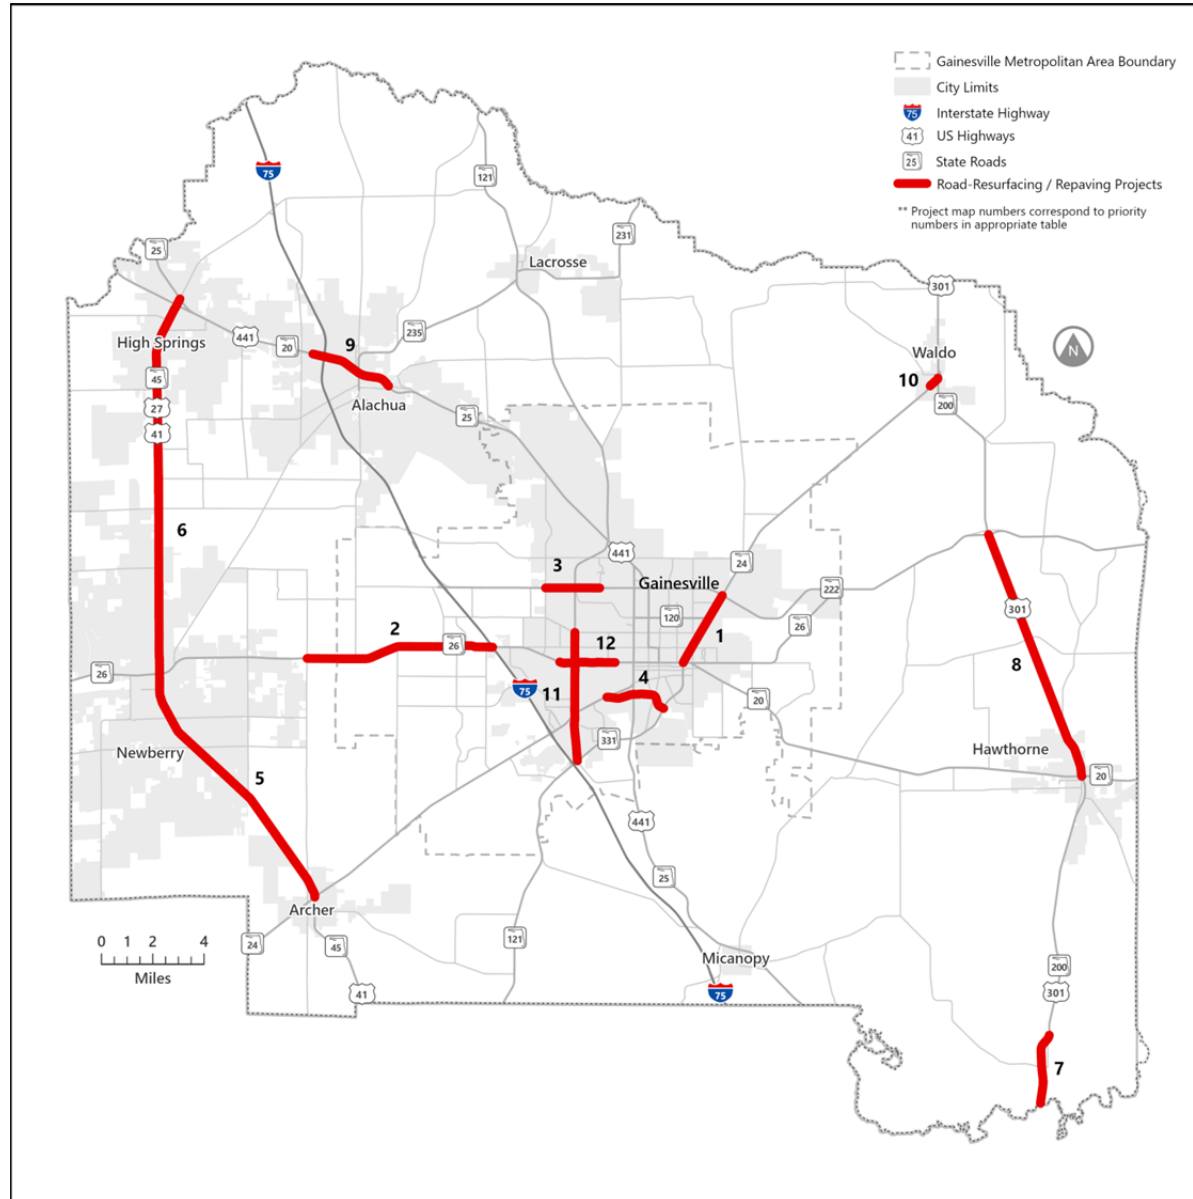 Gainesville Metropolitan Area Boundary
City Limits
75
Interstate Highway
41
US Highways
25
State Roads
Road-Resurfacing / Repaving Projects
** Project map numbers correspond to priority
numbers in appropriate table
75
121
231
25
Lacrosse
301
High Springs
441
20
9
235
Waldo
N
10
45
27
41
Alachua
25
200
6
441
24
3
Gainesville
222
301
120
1
26
2
26
12
8
26
4
75
11
20
331
Newberry
Hawthorne
20
5
441
25
Archer
0 1 2 4
Miles
24
45
121
Micanopy
41
75
200
301
7